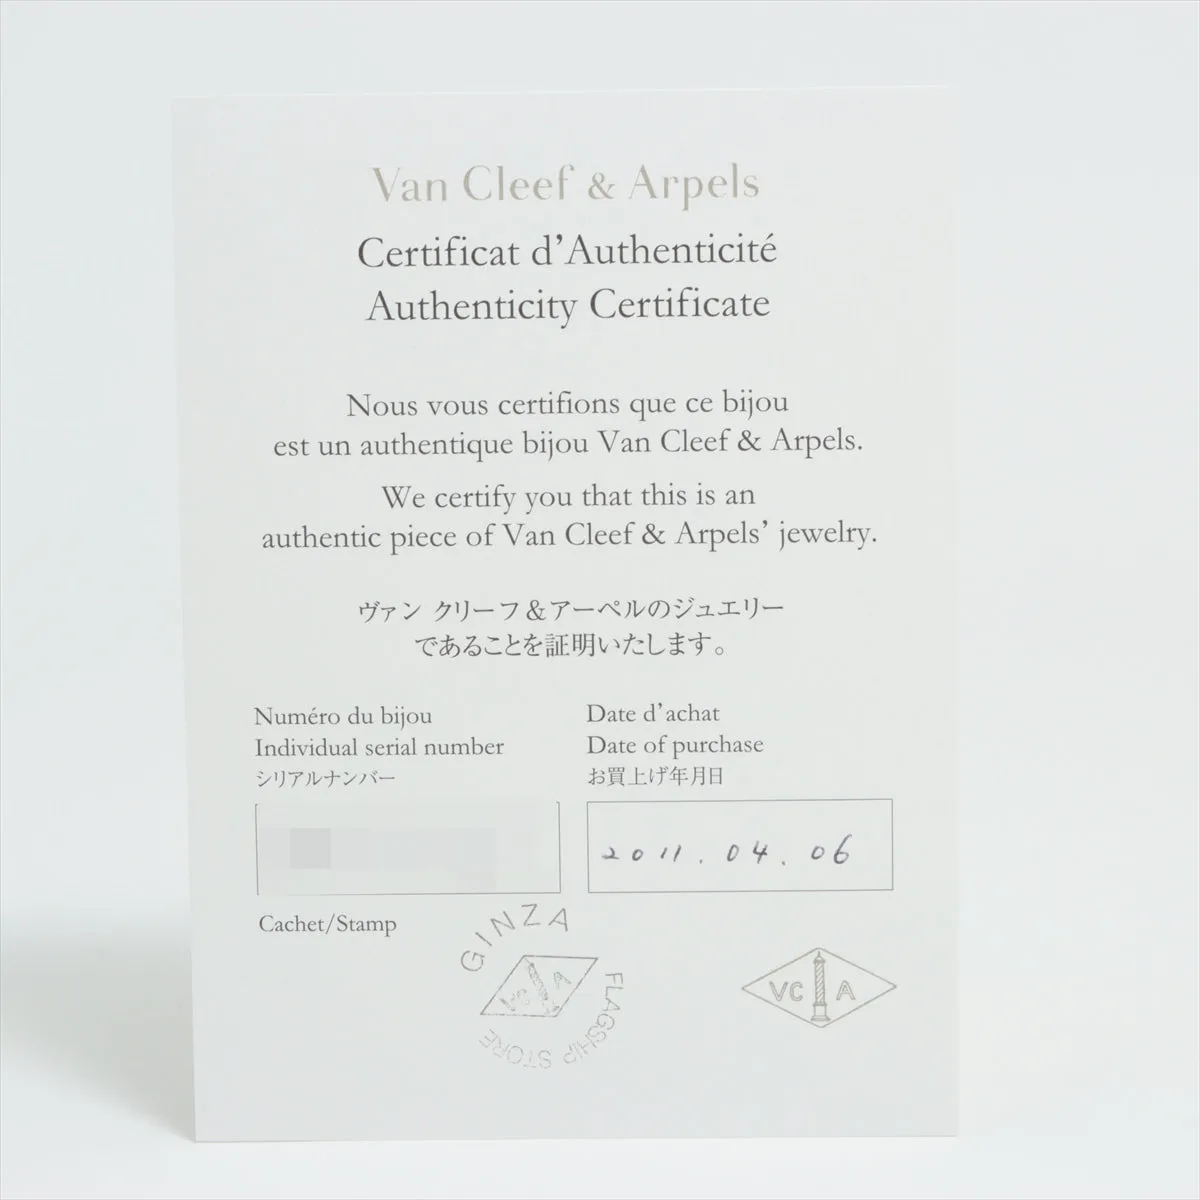 Van Cleef & Arpels
Certificat d'Authenticité
Authenticity Certificate
Nous vous certifions que ce bijou
est un authentique bijou Van Cleef & Arpels.
We certify you that this is an
authentic piece of Van Cleef & Arpels' jewelry.
ヴァン クリーフ&アーペルのジュエリー
であることを証明いたします。
Numéro du bijou
Individual serial number
シリアルナンバー
Date d'achat
Date of purchase
お買上げ年月日
2011.04.06
Cachet/Stamp
GINZA
FLAGSHIP STORE
VC A
VC A